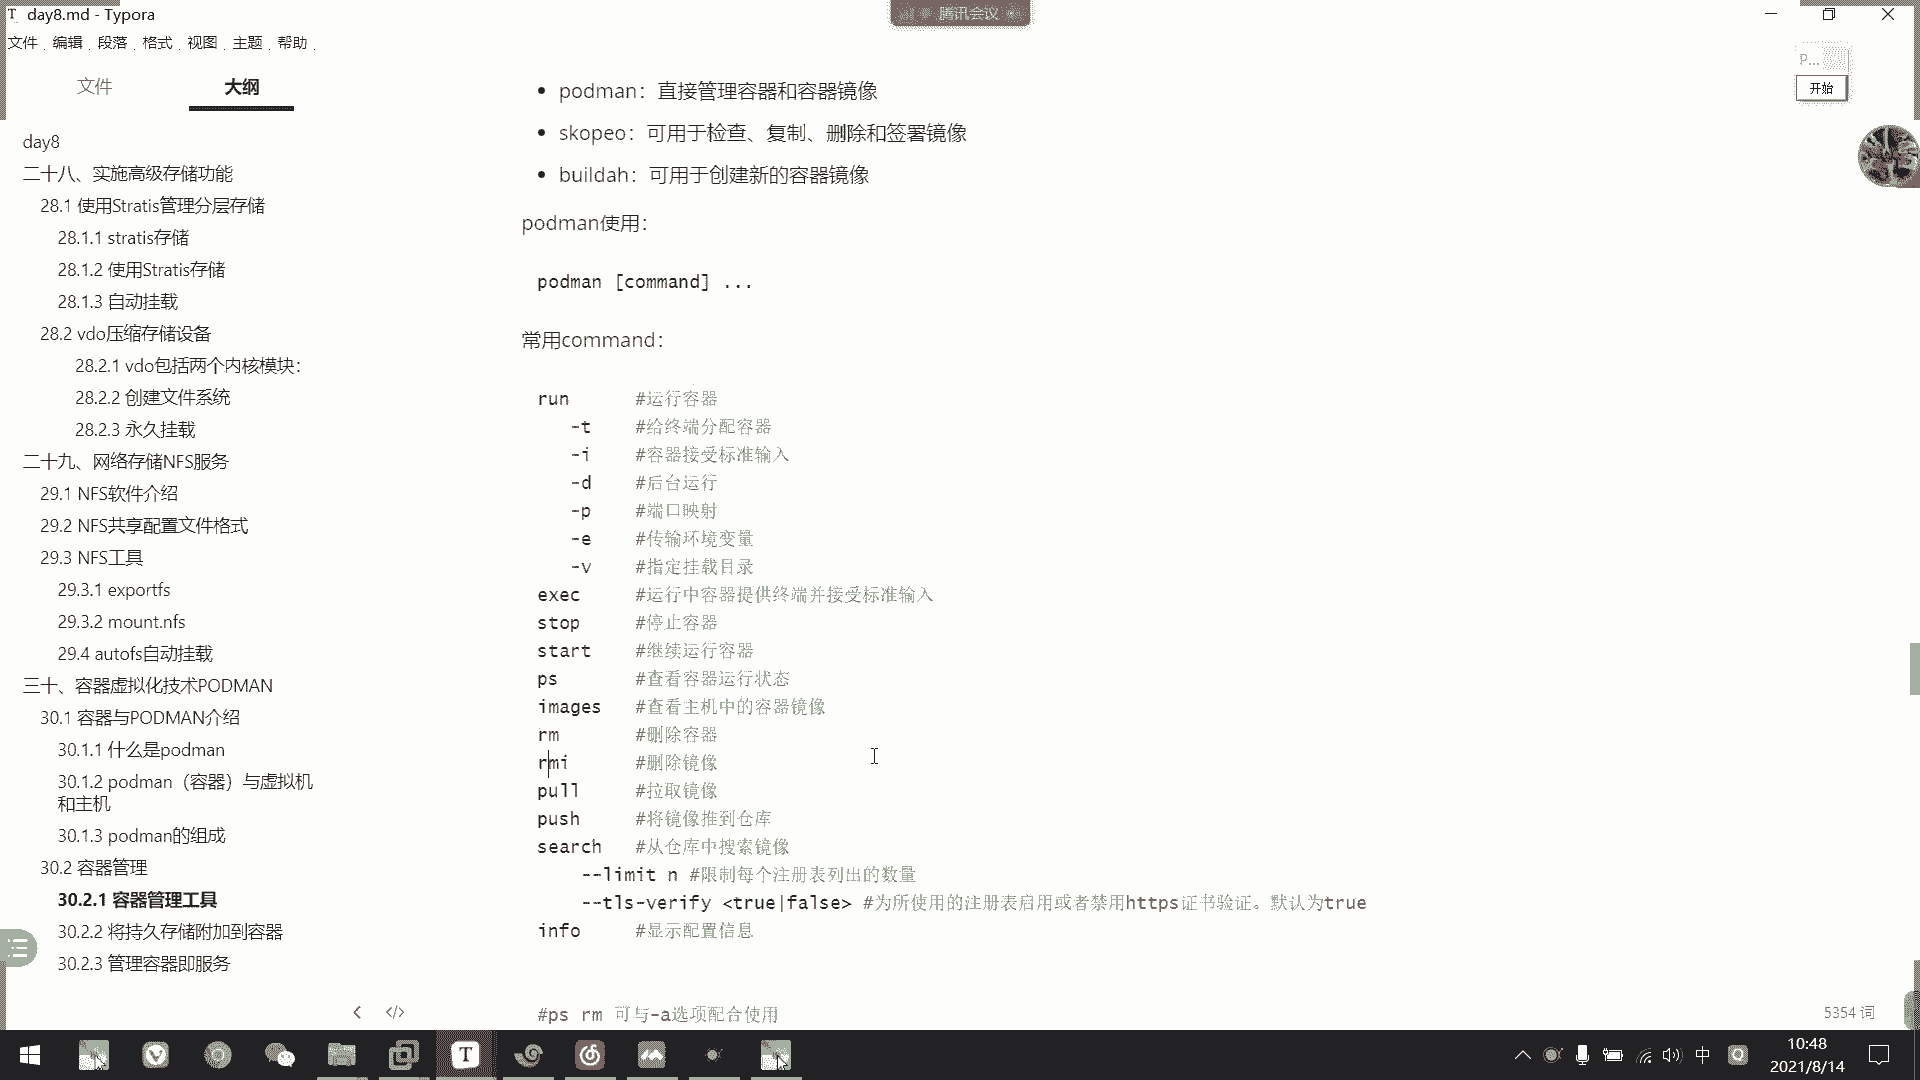 T day8.md - Typora
腾讯会议
文件 编辑 段落 格式 视图 主题 帮助
文件
大纲
P...
开始
day8
二十八、实施高级存储功能
28.1 使用Stratis管理分层存储
28.1.1 stratis存储
28.1.2 使用Stratis存储
28.1.3 自动挂载
28.2 vdo压缩存储设备
28.2.1 vdo包括两个内核模块：
28.2.2 创建文件系统
28.2.3 永久挂载
二十九、网络存储NFS服务
29.1 NFS软件介绍
29.2 NFS共享配置文件格式
29.3 NFS工具
29.3.1 exportfs
29.3.2 mount.nfs
29.4 autofs自动挂载
三十、容器虚拟化技术PODMAN
30.1 容器与PODMAN介绍
30.1.1 什么是podman
30.1.2 podman（容器）与虚拟机
和主机
30.1.3 podman的组成
30.2 容器管理
30.2.1 容器管理工具
30.2.2 将持久存储附加到容器
30.2.3 管理容器即服务
• podman：直接管理容器和容器镜像
• skopeo：可用于检查、复制、删除和签署镜像
• buildah：可用于创建新的容器镜像
podman使用：
podman [command] ...
常用command：
run #运行容器
-t #给终端分配容器
-i #容器接受标准输入
-d #后台运行
-p #端口映射
-e #传输环境变量
-v #指定挂载目录
exec #运行中容器提供终端并接受标准输入
stop #停止容器
start #继续运行容器
ps #查看容器运行状态
images #查看主机中的容器镜像
rm #删除容器
rmi #删除镜像
pull #拉取镜像
push #将镜像推到仓库
search #从仓库中搜索镜像
--limit n #限制每个注册表列出的数量
--tls-verify <true|false> #为所使用的注册表启用或者禁用https证书验证。默认为true
info #显示配置信息
#ps rm 可与-a选项配合使用
</> 5354 词
中
10:48
2021/8/14